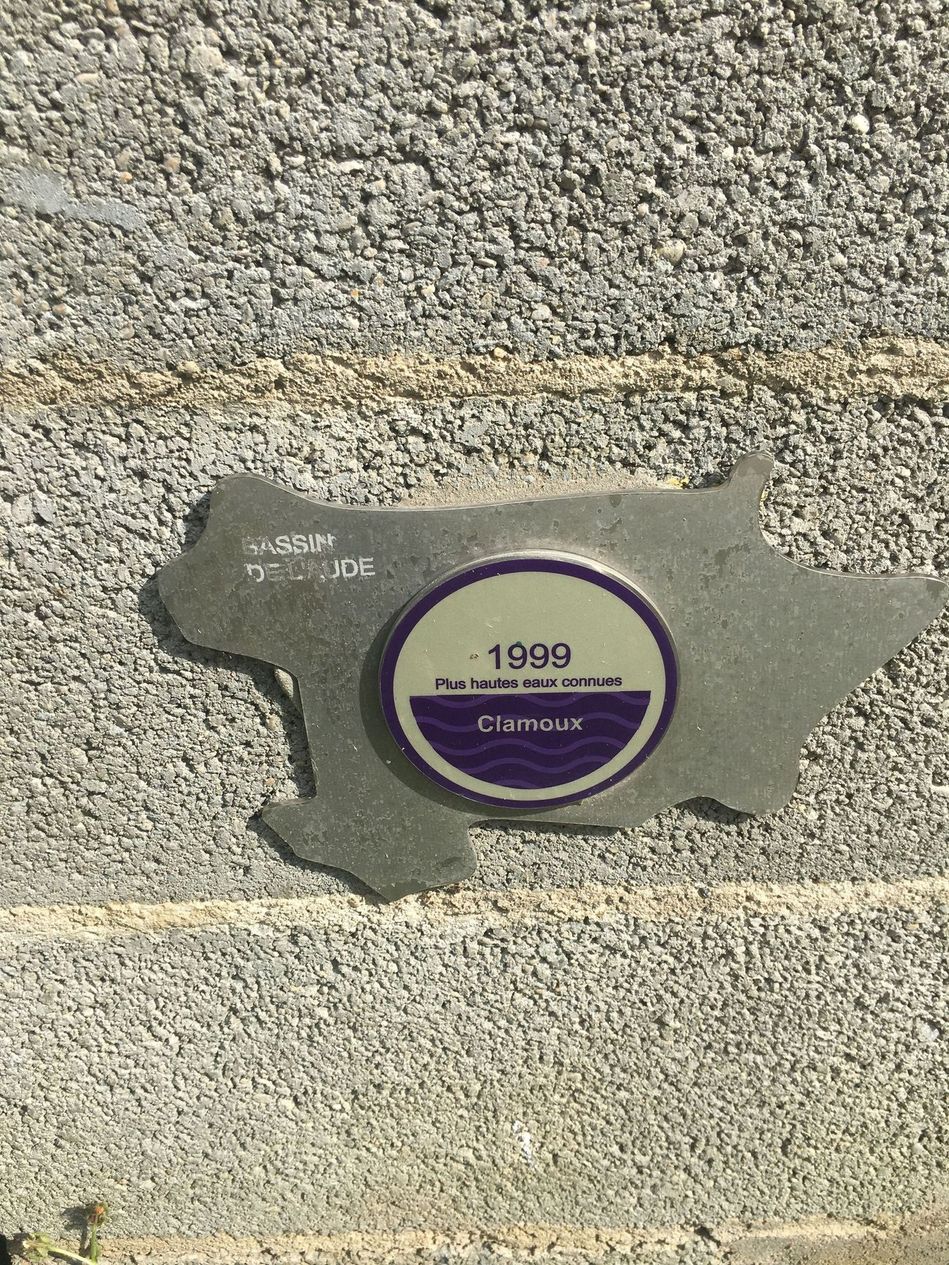 BASSIN
DE L'AUDE
1999
Plus hautes eaux connues
Clamoux